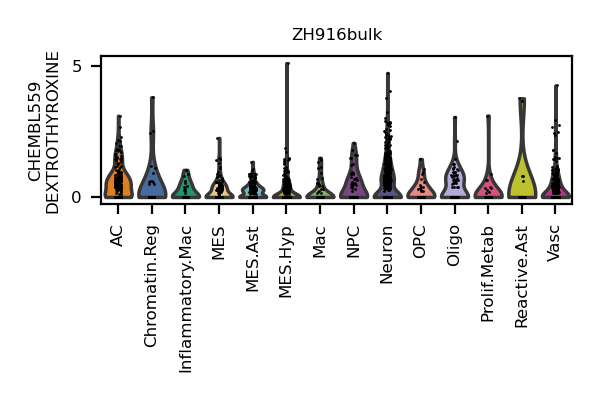 ZH916bulk
CHEMBL559
DEXTROTHYROXINE
5
0
AC
Chromatin.Reg
Inflammatory.Mac
MES
MES.Ast
MES.Hyp
Mac
NPC
Neuron
OPC
Oligo
Prolif.Metab
Reactive.Ast
Vasc